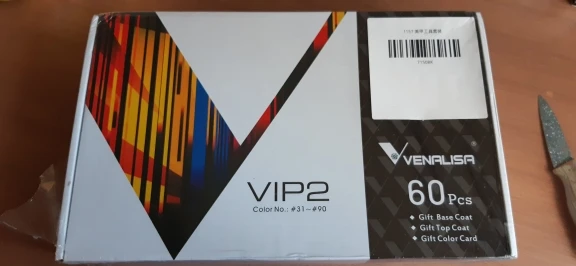 VENALISA
VIP2
Color No.: #31—#90
60 Pcs
Gift Base Coat
Gift Top Coat
Gift Color Card